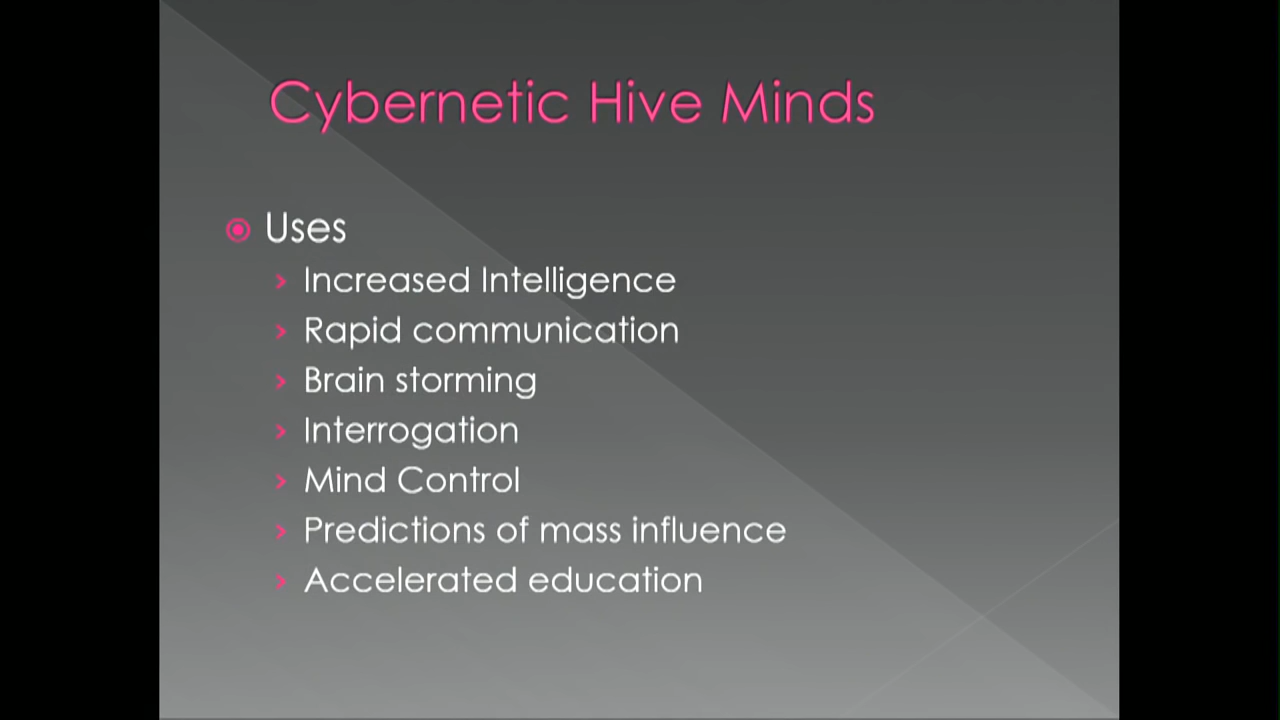 Cybernetic Hive Minds
Uses
Increased Intelligence
Rapid communication
Brain storming
Interrogation
Mind Control
Predictions of mass influence
Accelerated education